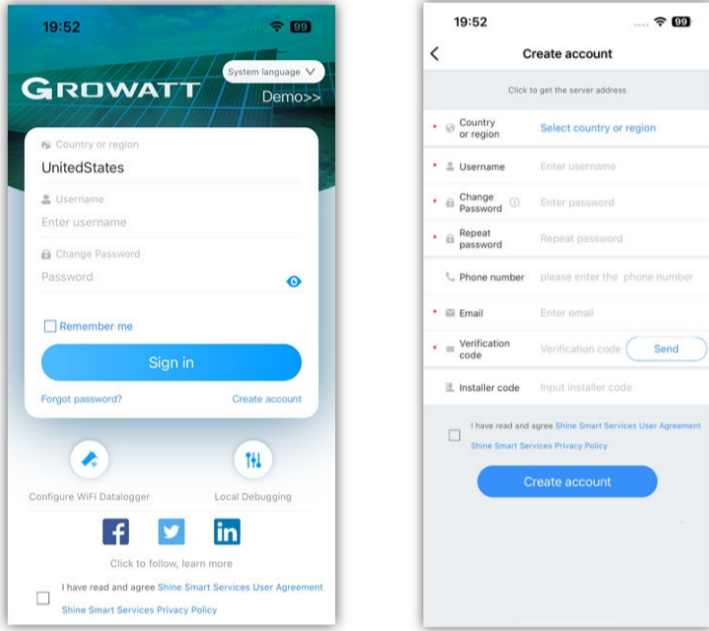 19:52
99
System language
GROWATT
Demo>>
Country or region
UnitedStates
Username
Enter username
Change Password
Password
Remember me
Sign in
Forgot password?
Create account
Configure WiFi Datalogger
Local Debugging
Click to follow, learn more
I have read and agree Shine Smart Services User Agreement
Shine Smart Services Privacy Policy
19:52
99
Create account
Click to get the server address
* Country
or region
Select country or region
* Username
Enter username
* Change
Password
Enter password
* Repeat
password
Repeat password
Phone number
please enter the phone number
* Email
Enter email
* Verification
code
Verification code
Send
Installer code
Input installer code
I have read and agree Shine Smart Services User Agreement
Shine Smart Services Privacy Policy
Create account